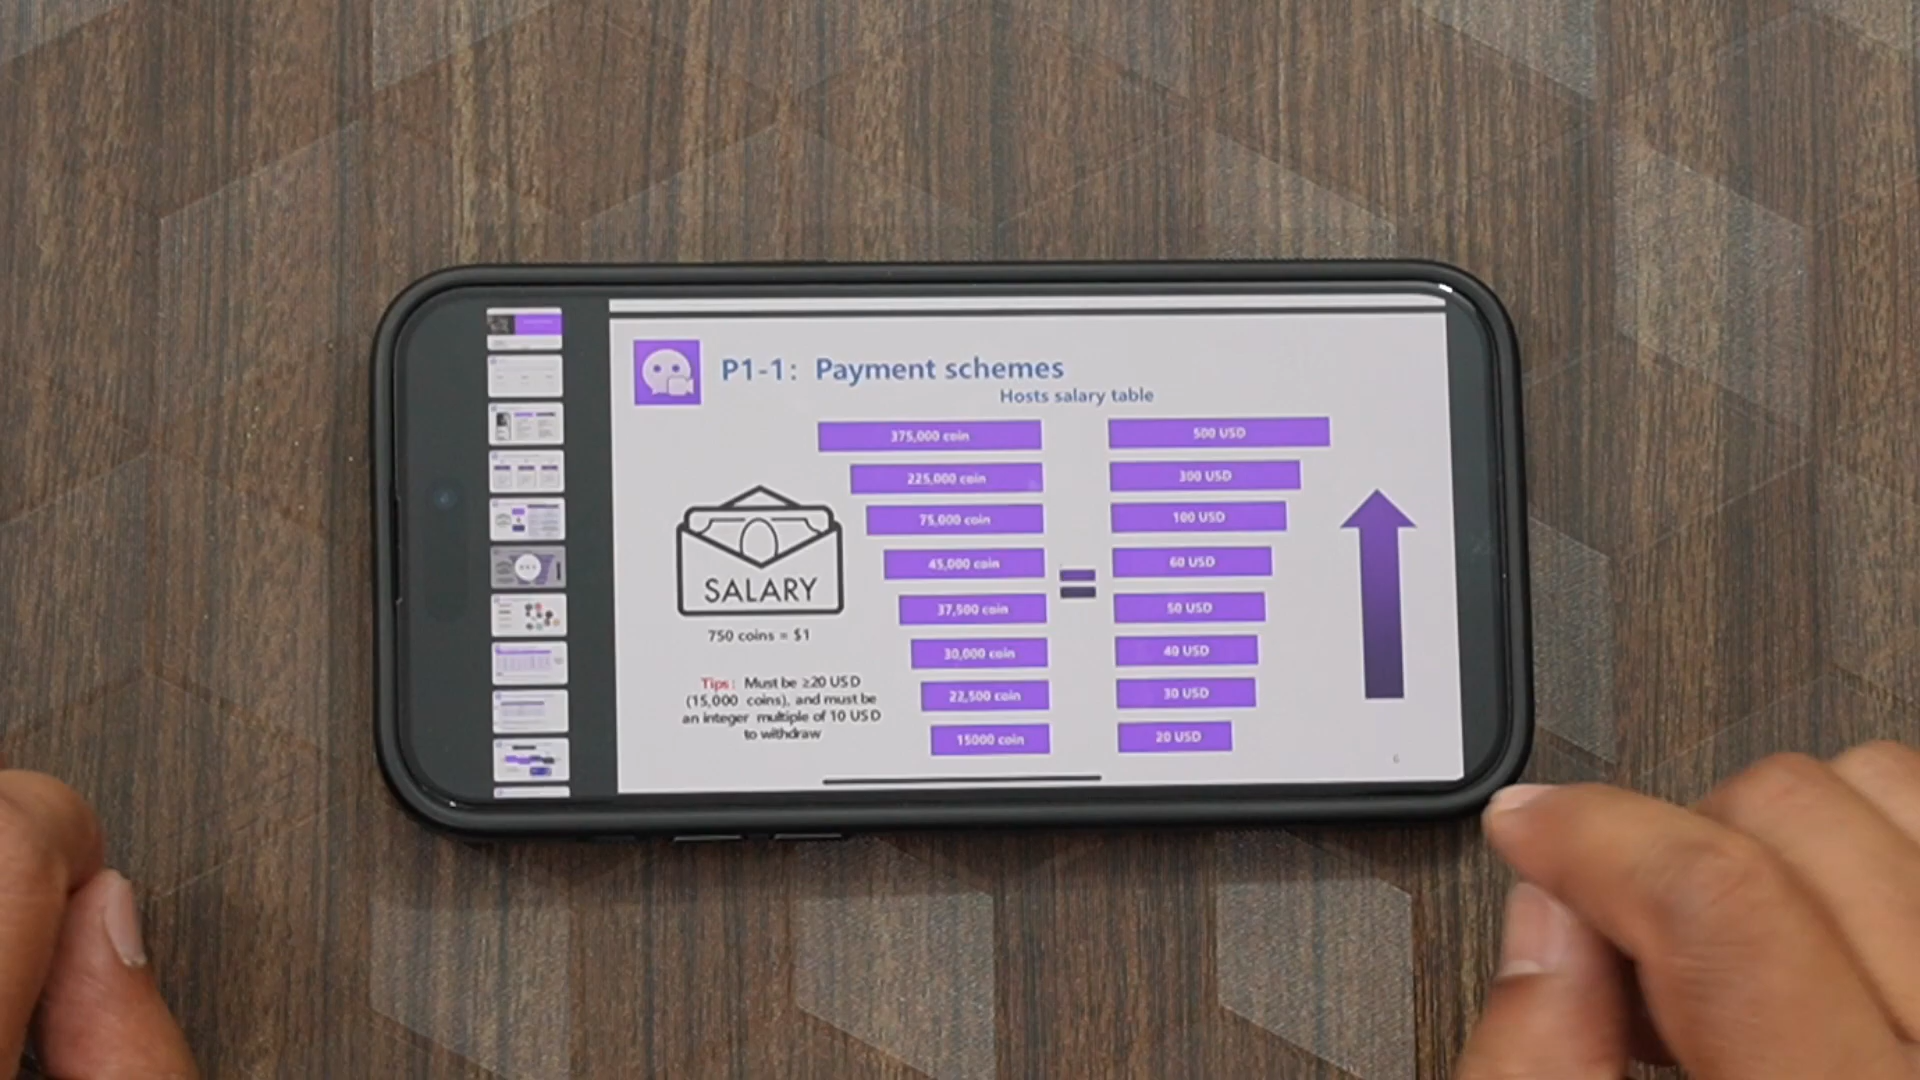 P1-1: Payment schemes
Hosts salary table
375,000 coin 500 USD
225,000 coin 300 USD
75,000 coin 100 USD
45,000 coin 60 USD
37,500 coin 50 USD
30,000 coin 40 USD
22,500 coin 30 USD
15000 coin 20 USD
SALARY
750 coins = $1
Tips: Must be ≥20 USD
(15,000 coins), and must be
an integer multiple of 10 USD
to withdraw
6